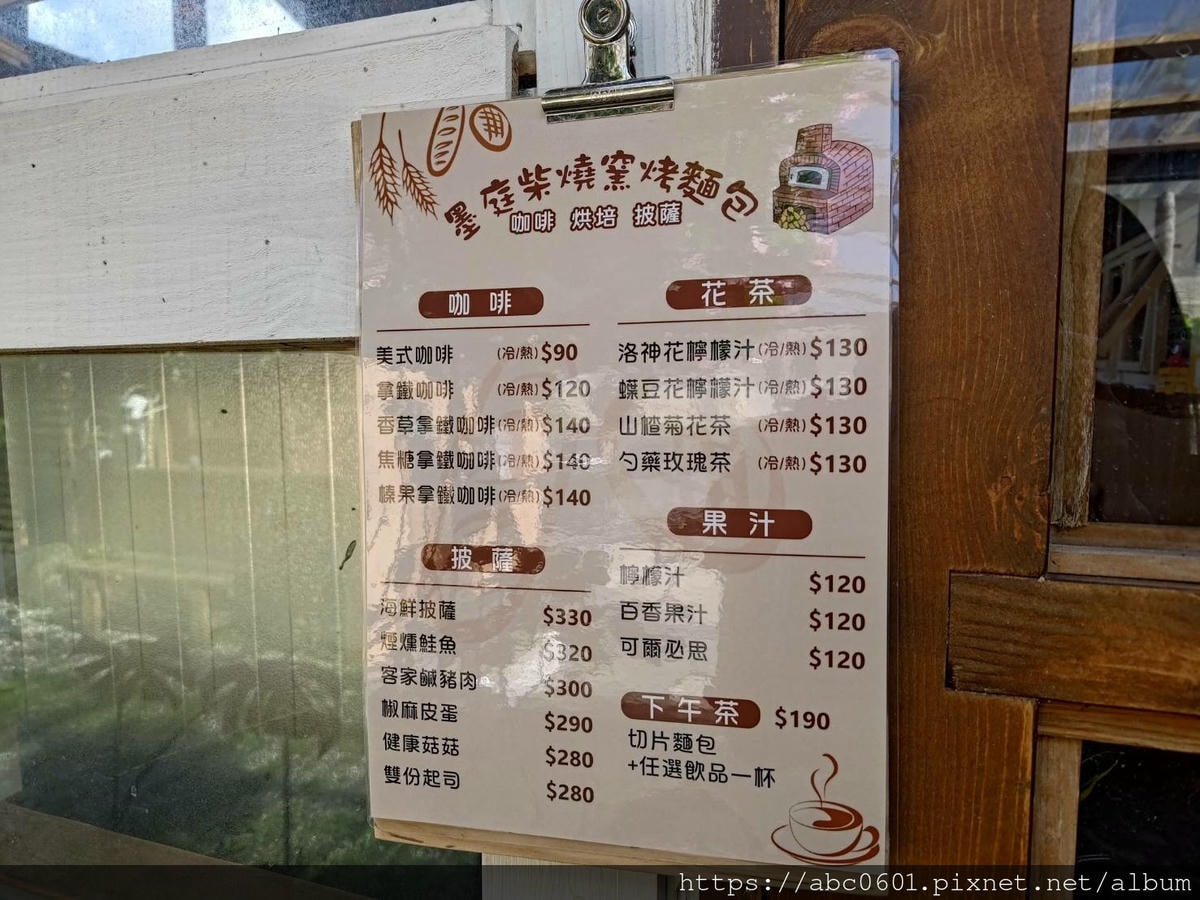 墨庭柴燒窯烤麵包
咖啡 烘培 披薩
咖啡
美式咖啡 (冷/熱) $90
拿鐵咖啡 (冷/熱) $120
香草拿鐵咖啡 (冷/熱) $140
焦糖拿鐵咖啡 (冷/熱) $140
榛果拿鐵咖啡 (冷/熱) $140
披薩
海鮮披薩 $330
煙燻鮭魚 $320
客家鹹豬肉 $300
椒麻皮蛋 $290
健康菇菇 $280
雙份起司 $280
花茶
洛神花檸檬汁 (冷/熱) $130
蝶豆花檸檬汁 (冷/熱) $130
山楂菊花茶 (冷/熱) $130
勺藥玫瑰茶 (冷/熱) $130
果汁
檸檬汁 $120
百香果汁 $120
可爾必思 $120
下午茶 $190
切片麵包
+任選飲品一杯
https://abc0601.pixnet.net/album